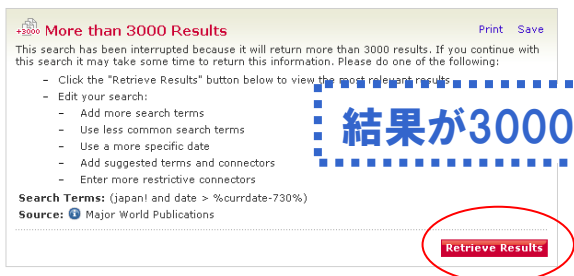 +3000 More than 3000 Results Print Save
This search has been interrupted because it will return more than 3000 results. If you continue with
this search it may take some time to return this information. Please do one of the following:
– Click the "Retrieve Results" button below to view the most relevant results
– Edit your search:
– Add more search terms
– Use less common search terms
– Use a more specific date
– Add suggested terms and connectors
– Enter more restrictive connectors
結果が3000
Search Terms: (japan! and date > %currdate-730%)
Source: Major World Publications
Retrieve Results